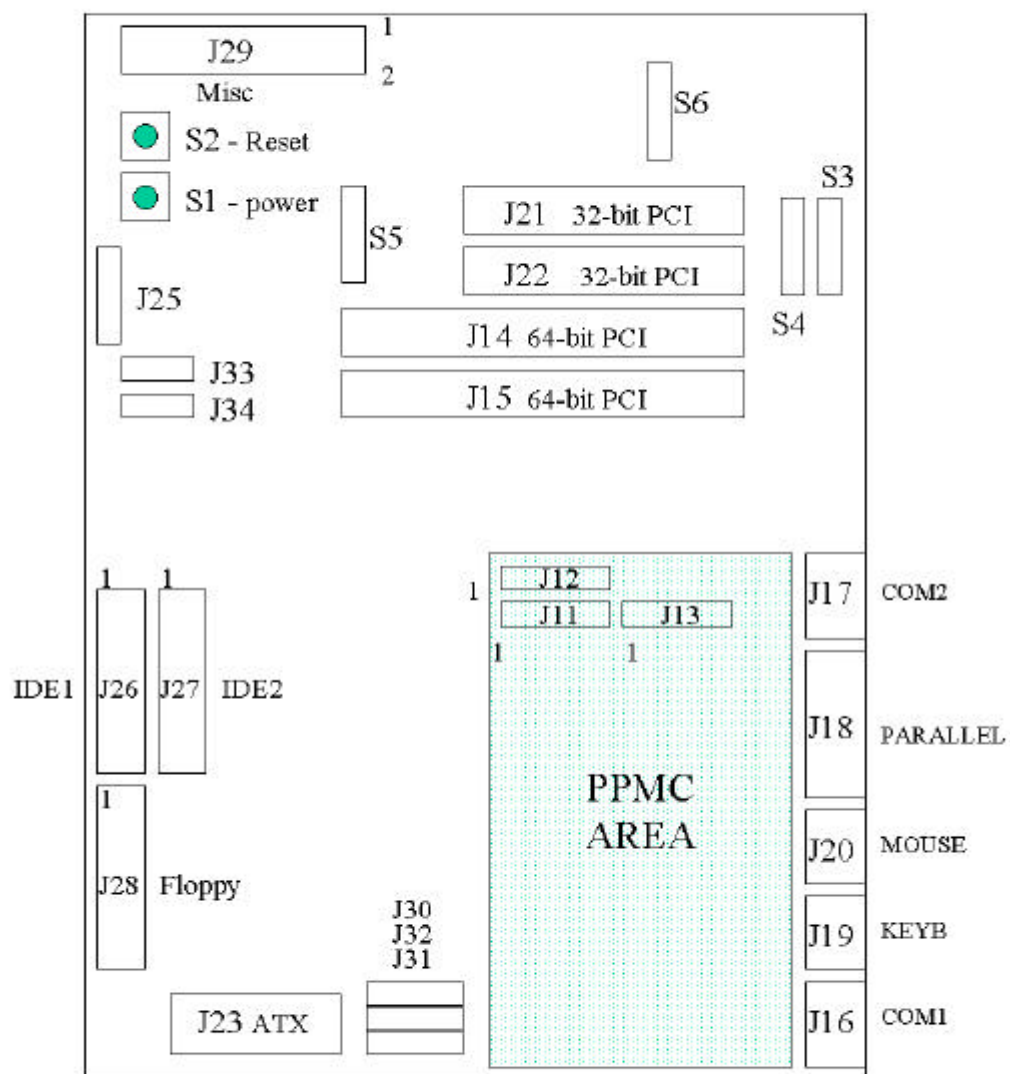 J29
1
2
Misc
S2 - Reset
S1 - power
S6
S3
S5
J21 32-bit PCI
J22 32-bit PCI
S4
J25
J14 64-bit PCI
J33
J15 64-bit PCI
J34
1
1
1
J12
J11
J13
1
1
J17
COM2
IDE1
J26
J27
IDE2
J18
PARALLEL
PPMC
AREA
1
J28
Floppy
J20
MOUSE
J30
J32
J31
J19
KEYB
J23 ATX
J16
COM1